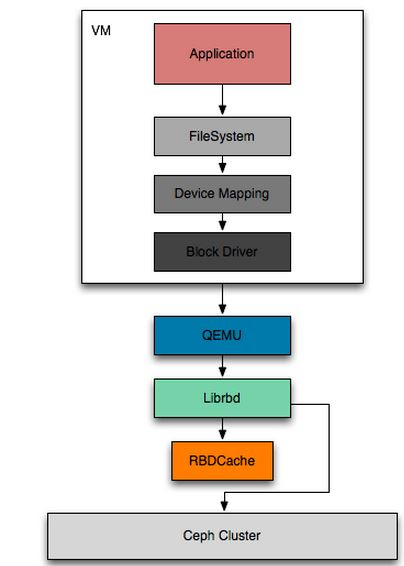 VM
Application
FileSystem
Device Mapping
Block Driver
QEMU
Librbd
RBDCache
Ceph Cluster